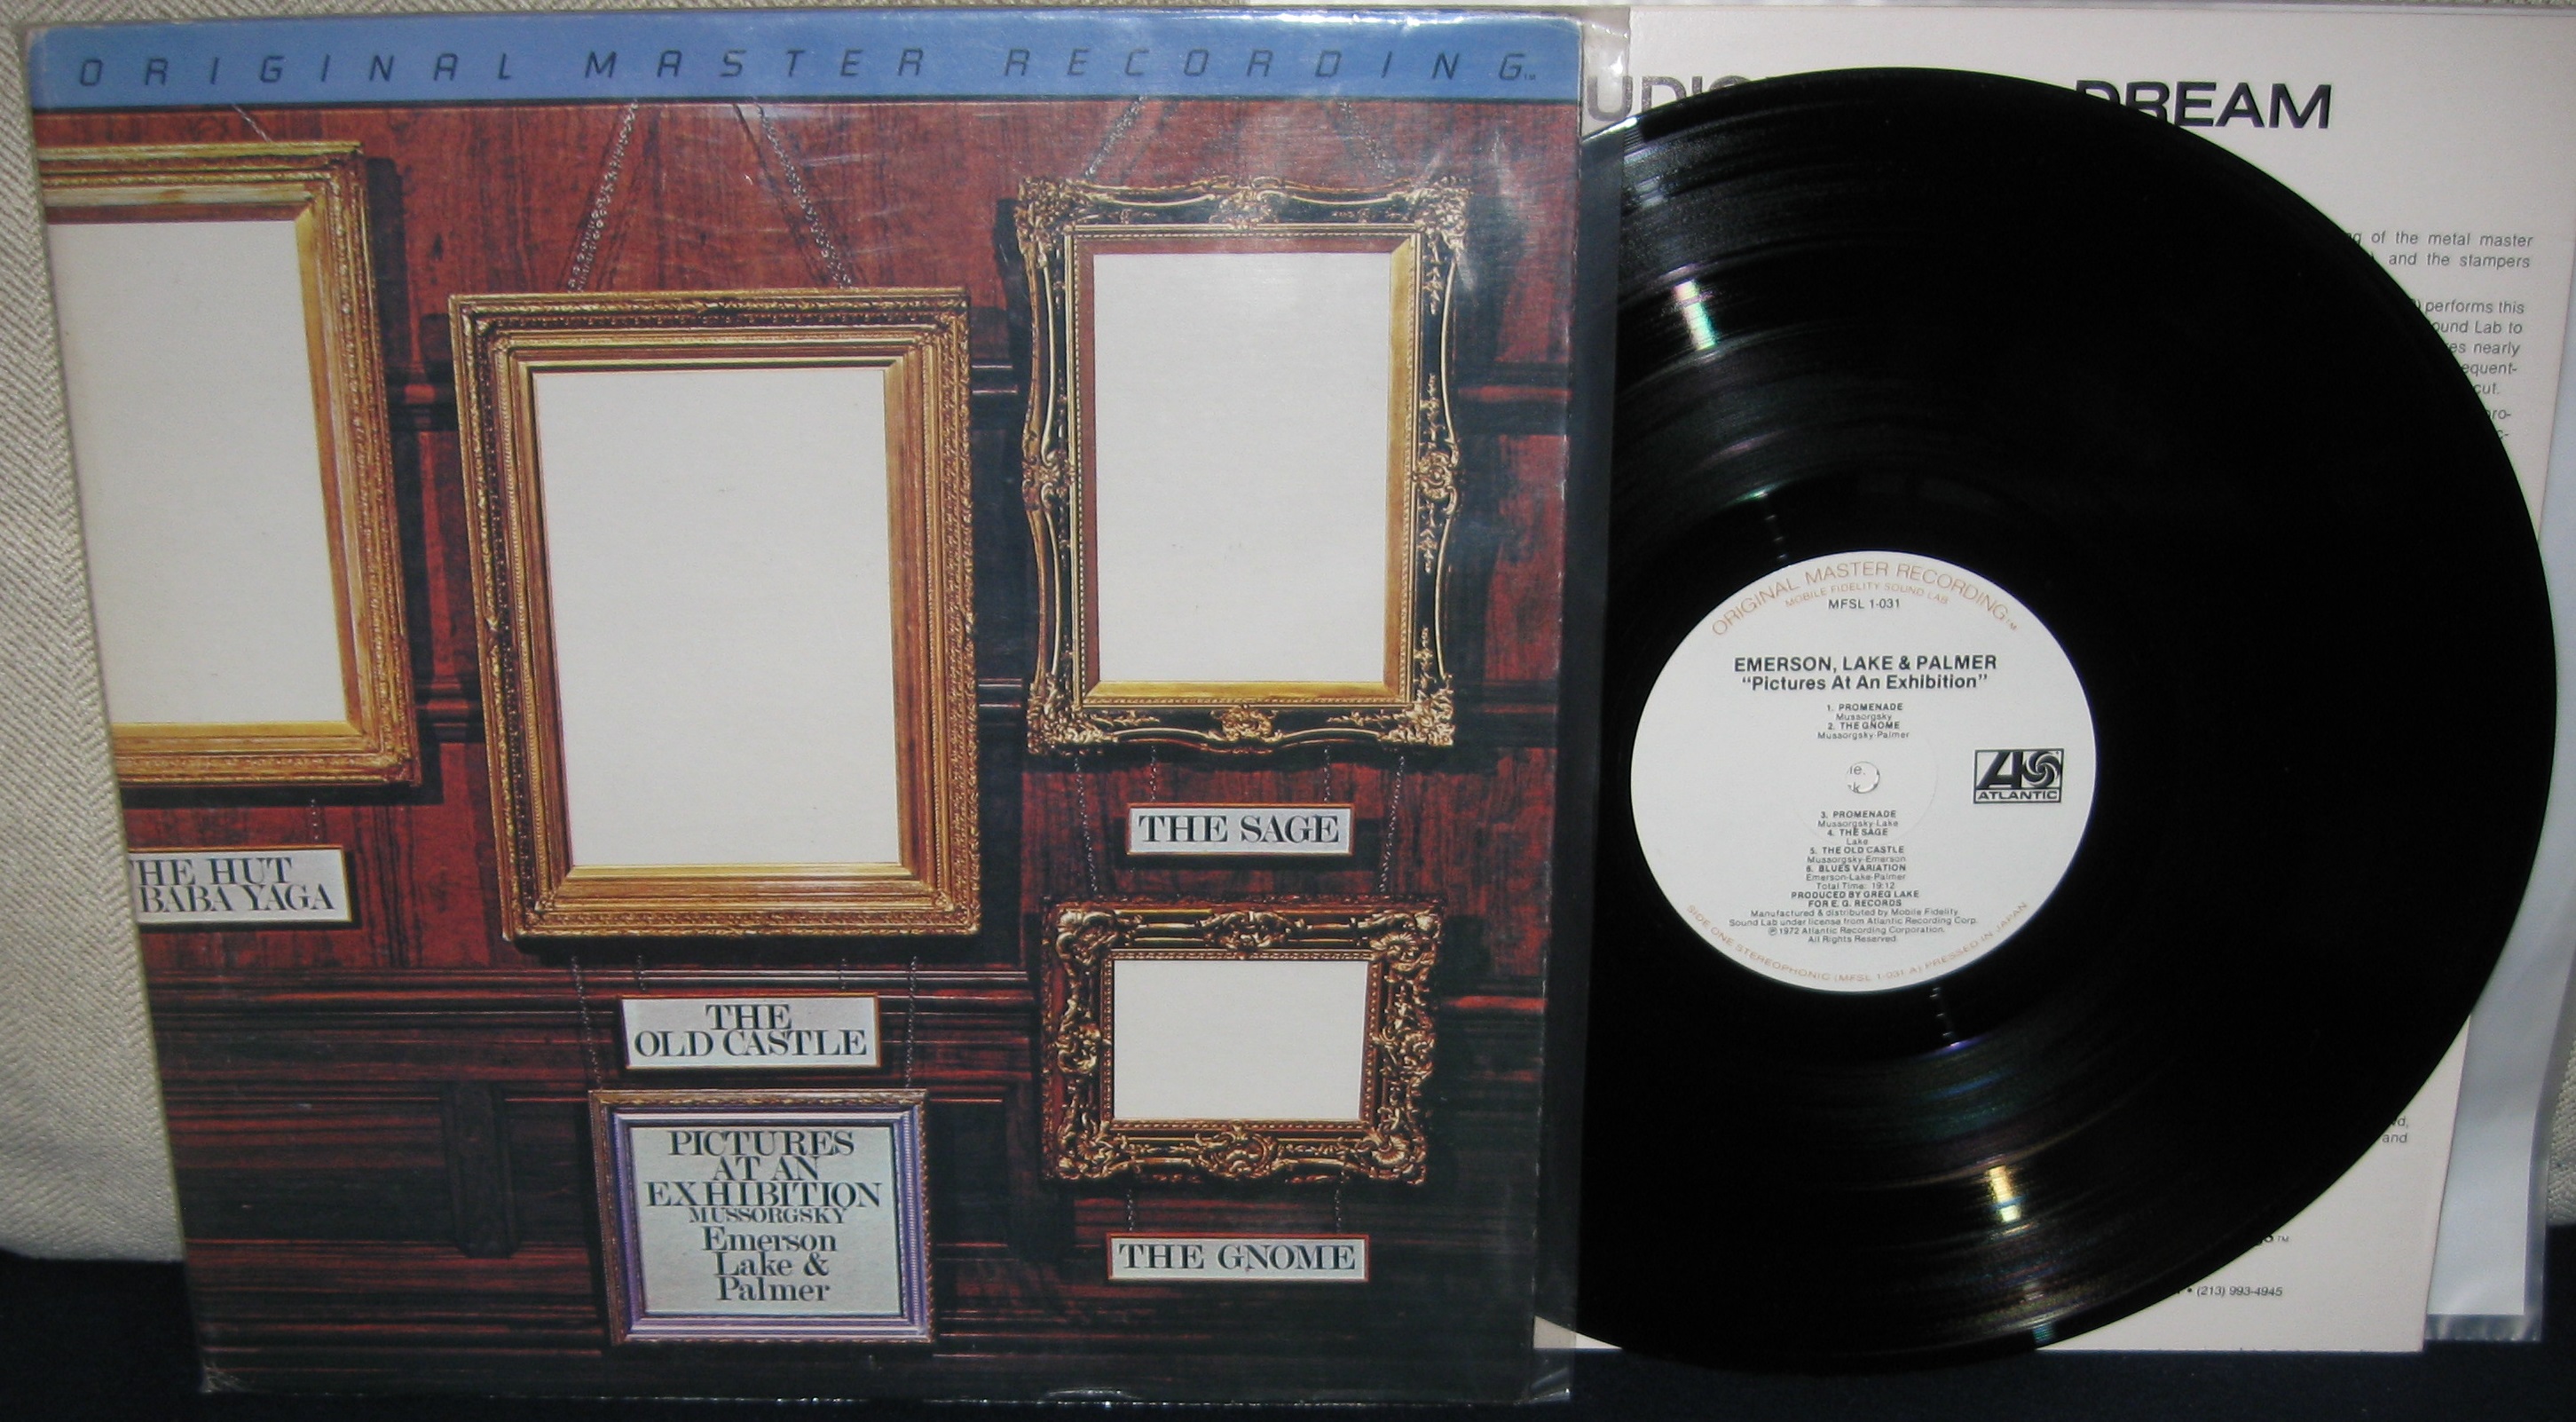 ORIGINAL MASTER RECORDING™
THE SAGE
HE HUT
BABA YAGA
THE
OLD CASTLE
PICTURES
AT AN
EXHIBITION
MUSSORGSKY
Emerson
Lake &
Palmer
THE GNOME
DREAM
of the metal master
and the stampers
performs this
ound Lab to
es nearly
equent-
cut.
and
• (213) 993-4945
ORIGINAL MASTER RECORDING™
MOBILE FIDELITY SOUND LAB
MFSL 1-031
EMERSON, LAKE & PALMER
"Pictures At An Exhibition"
1. PROMENADE
Mussorgsky
2. THE GNOME
Mussorgsky-Palmer
ATLANTIC
3. PROMENADE
Mussorgsky-Lake
4. THE SAGE
Lake
5. THE OLD CASTLE
Mussorgsky-Emerson
6. BLUES VARIATION
Emerson-Lake-Palmer
Total Time: 19:12
PRODUCED BY GREG LAKE
FOR E. G. RECORDS
Manufactured & distributed by Mobile Fidelity
Sound Lab under license from Atlantic Recording Corp.
℗ 1972 Atlantic Recording Corporation.
All Rights Reserved.
SIDE ONE STEREOPHONIC (MFSL 1-031 A) PRESSED IN JAPAN